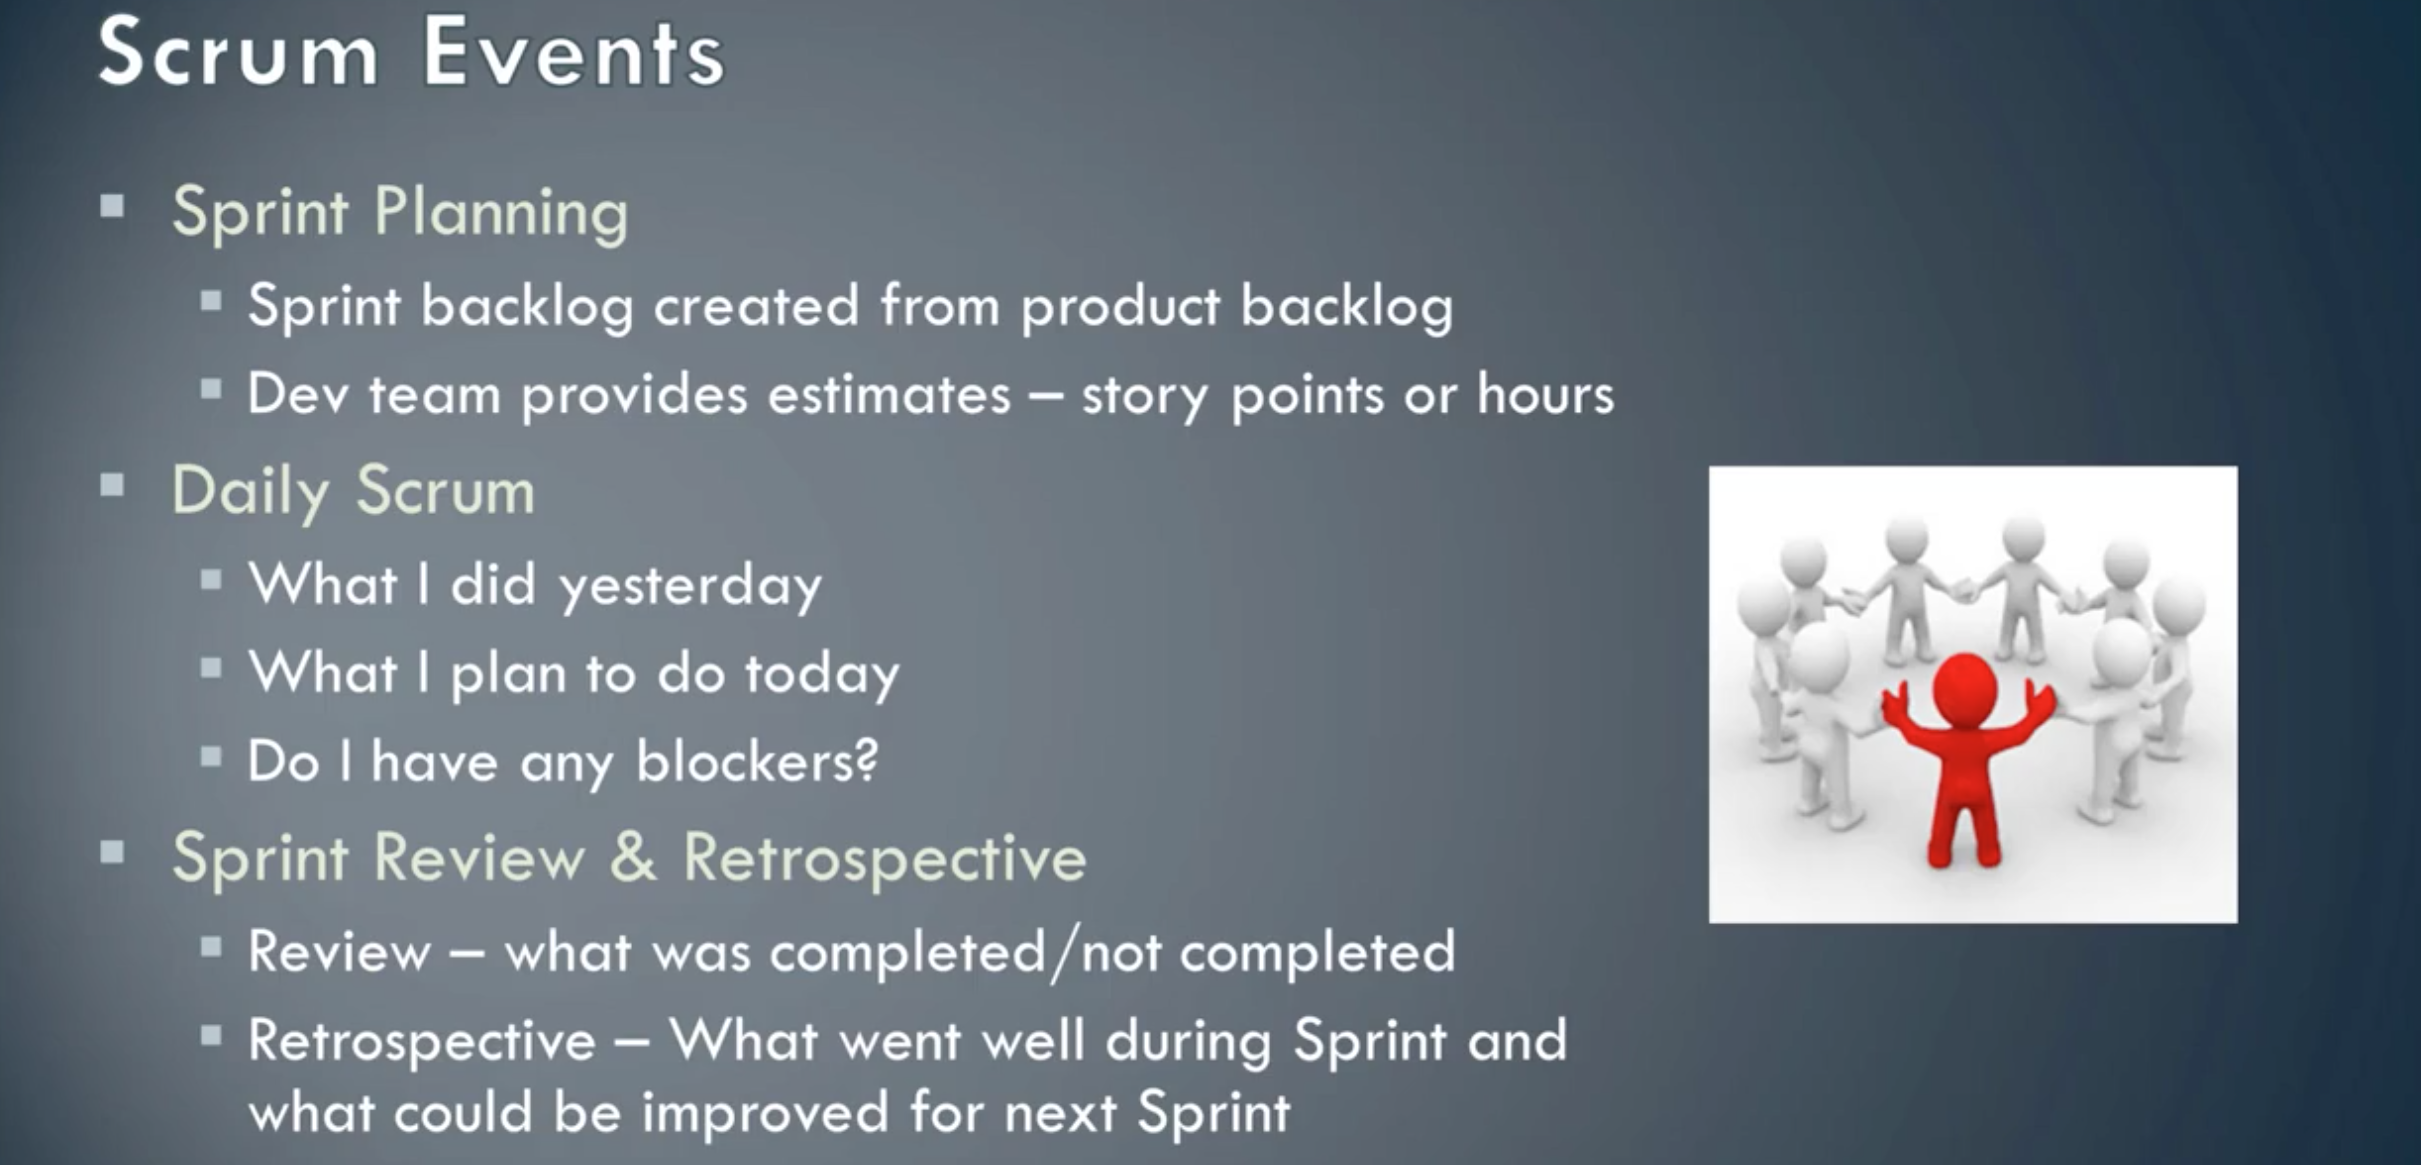 Scrum Events
Sprint Planning
Sprint backlog created from product backlog
Dev team provides estimates – story points or hours
Daily Scrum
What I did yesterday
What I plan to do today
Do I have any blockers?
Sprint Review & Retrospective
Review – what was completed/not completed
Retrospective – What went well during Sprint and
what could be improved for next Sprint